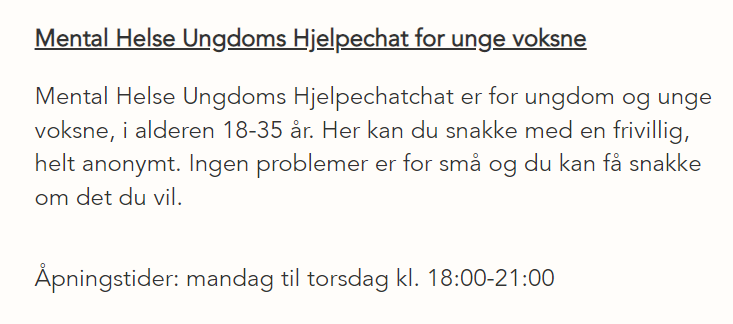 Mental Helse Ungdoms Hjelpechat for unge voksne
Mental Helse Ungdoms Hjelpechatchat er for ungdom og unge
voksne, i alderen 18-35 år. Her kan du snakke med en frivillig,
helt anonymt. Ingen problemer er for små og du kan få snakke
om det du vil.
Åpningstider: mandag til torsdag kl. 18:00-21:00